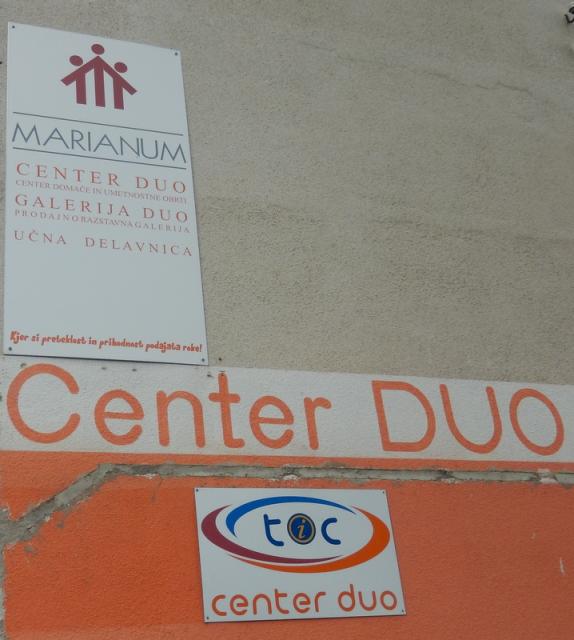 MARIANUM
CENTER DUO
CENTER DOMAČE IN UMETNOSTNE OBRTI
GALERIJA DUO
PRODAJNO RAZSTAVNA GALERIJA
UČNA DELAVNICA
Kjer si preteklost in prihodnost podajata roke!
Center DUO
tic
center duo